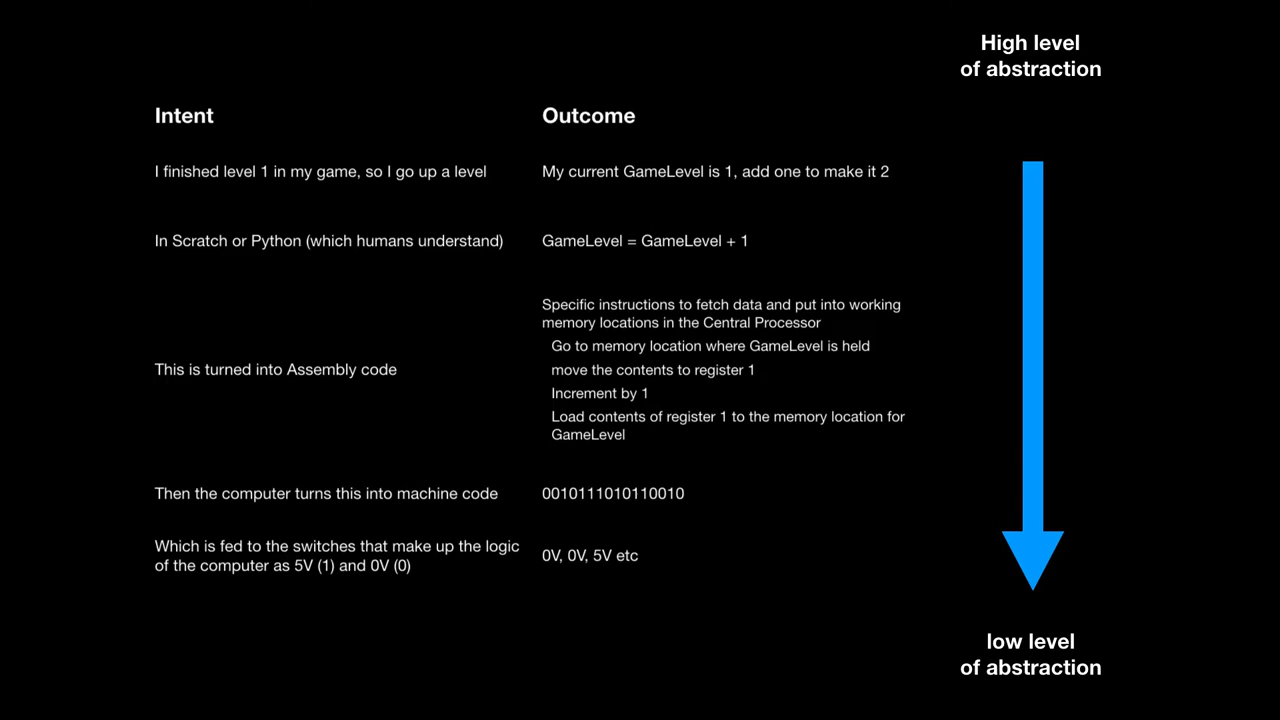 High level
of abstraction
Intent
Outcome
I finished level 1 in my game, so I go up a level
My current GameLevel is 1, add one to make it 2
In Scratch or Python (which humans understand)
GameLevel = GameLevel + 1
This is turned into Assembly code
Specific instructions to fetch data and put into working
memory locations in the Central Processor
Go to memory location where GameLevel is held
move the contents to register 1
Increment by 1
Load contents of register 1 to the memory location for
GameLevel
Then the computer turns this into machine code
0010111010110010
Which is fed to the switches that make up the logic
of the computer as 5V (1) and 0V (0)
0V, 0V, 5V etc
low level
of abstraction